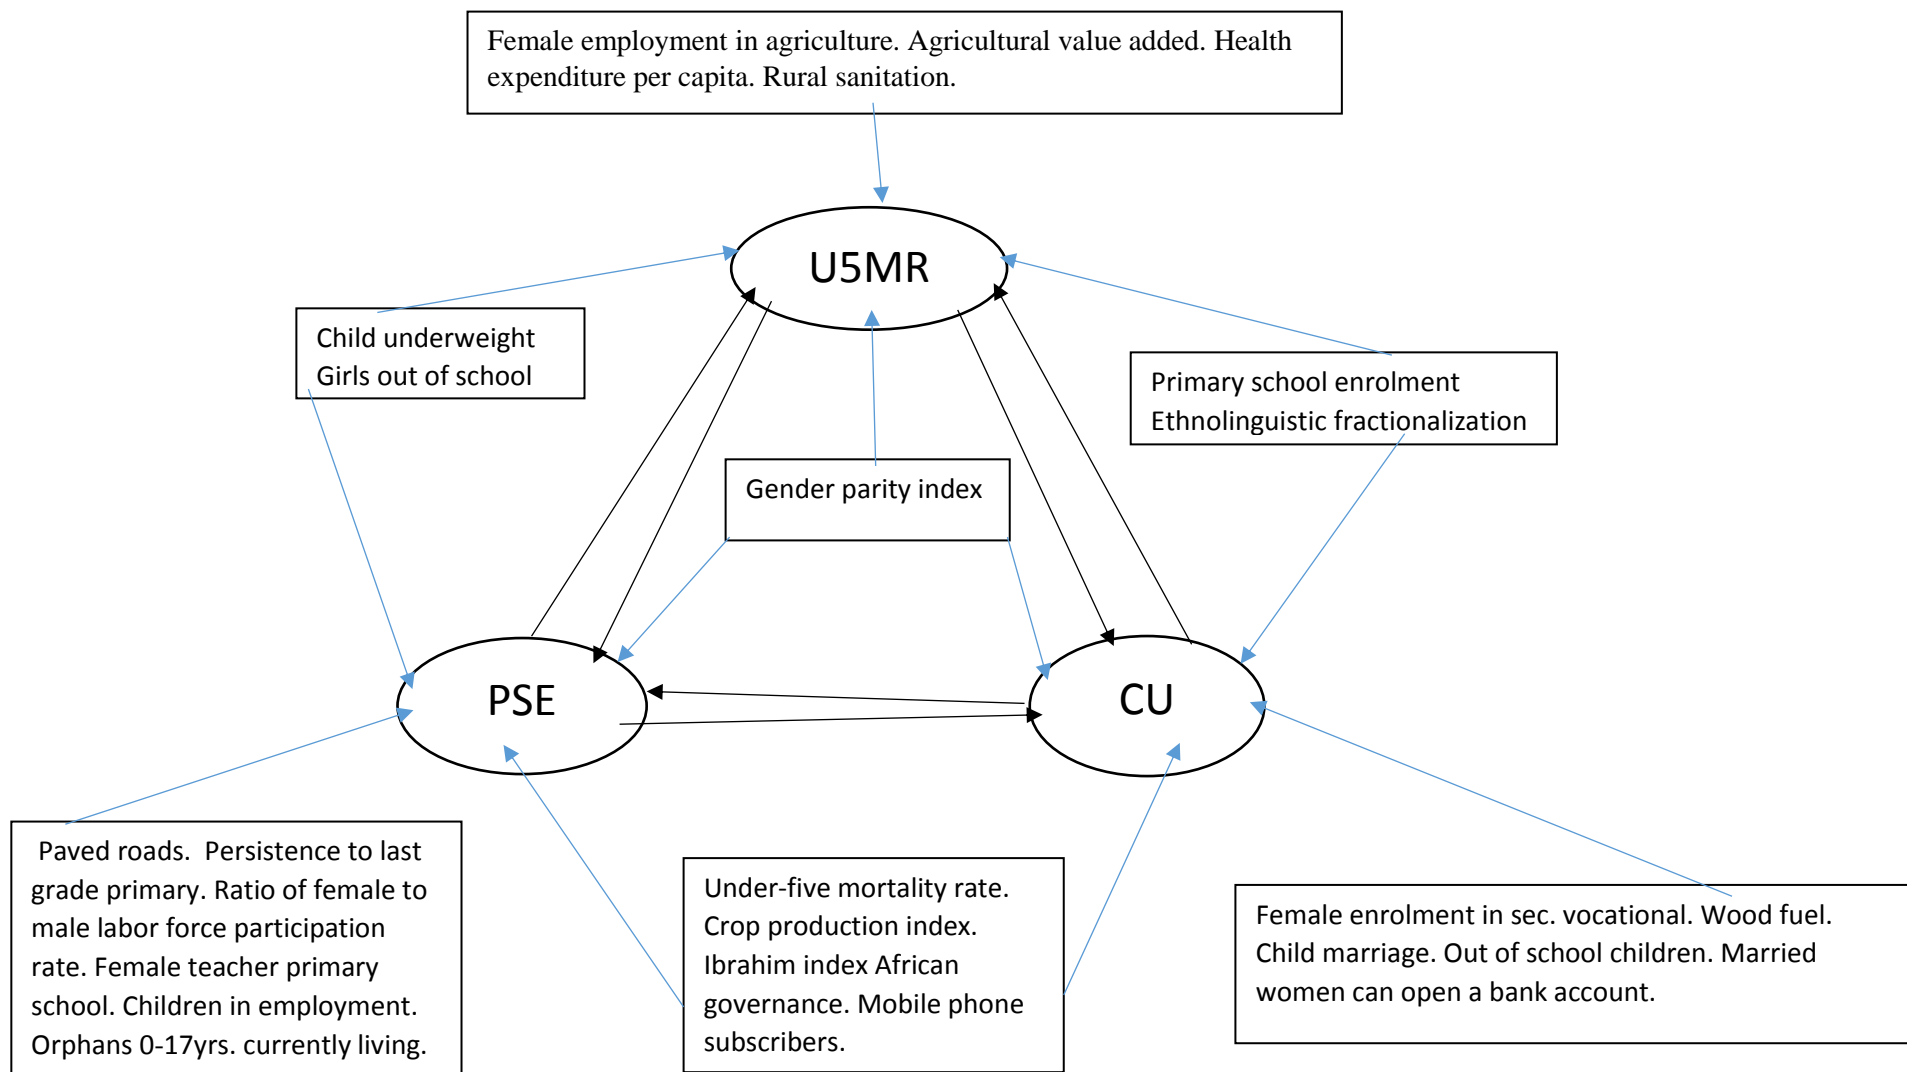 Female employment in agriculture. Agricultural value added. Health
expenditure per capita. Rural sanitation.
U5MR
Child underweight
Girls out of school
Primary school enrolment
Ethnolinguistic fractionalization
Gender parity index
PSE
CU
Paved roads.  Persistence to last
grade primary. Ratio of female to
male labor force participation
rate. Female teacher primary
school. Children in employment.
Orphans 0-17yrs. currently living.
Under-five mortality rate.
Crop production index.
Ibrahim index African
governance. Mobile phone
subscribers.
Female enrolment in sec. vocational. Wood fuel.
Child marriage. Out of school children. Married
women can open a bank account.